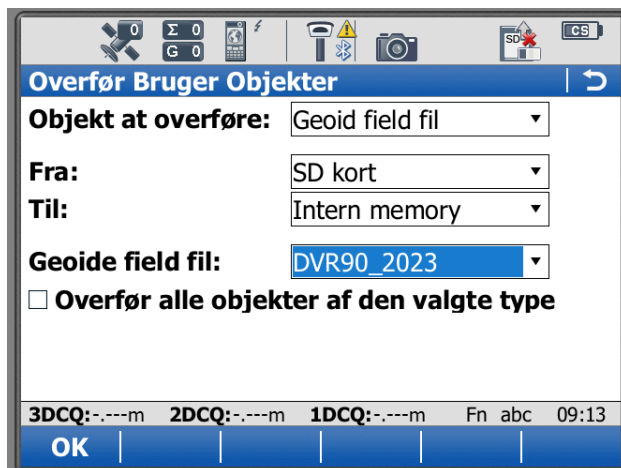 0
Σ 0
G 0
SD
CS
Overfør Bruger Objekter
Objekt at overføre: Geoid field fil
Fra: SD kort
Til: Intern memory
Geoide field fil: DVR90_2023
Overfør alle objekter af den valgte type
3DCQ:-.---m 2DCQ:-.---m 1DCQ:-.---m Fn abc 09:13
OK